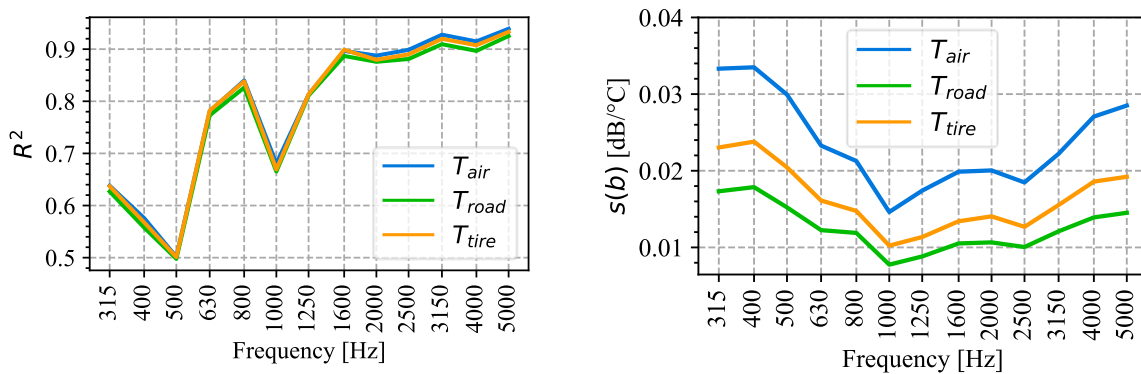 R²
0.9
0.8
0.7
0.6
0.5
T_air
T_road
T_tire
315 400 500 630 800 1000 1250 1600 2000 2500 3150 4000 5000
Frequency [Hz]
s(b) [dB/°C]
0.04
0.03
0.02
0.01
T_air
T_road
T_tire
315 400 500 630 800 1000 1250 1600 2000 2500 3150 4000 5000
Frequency [Hz]